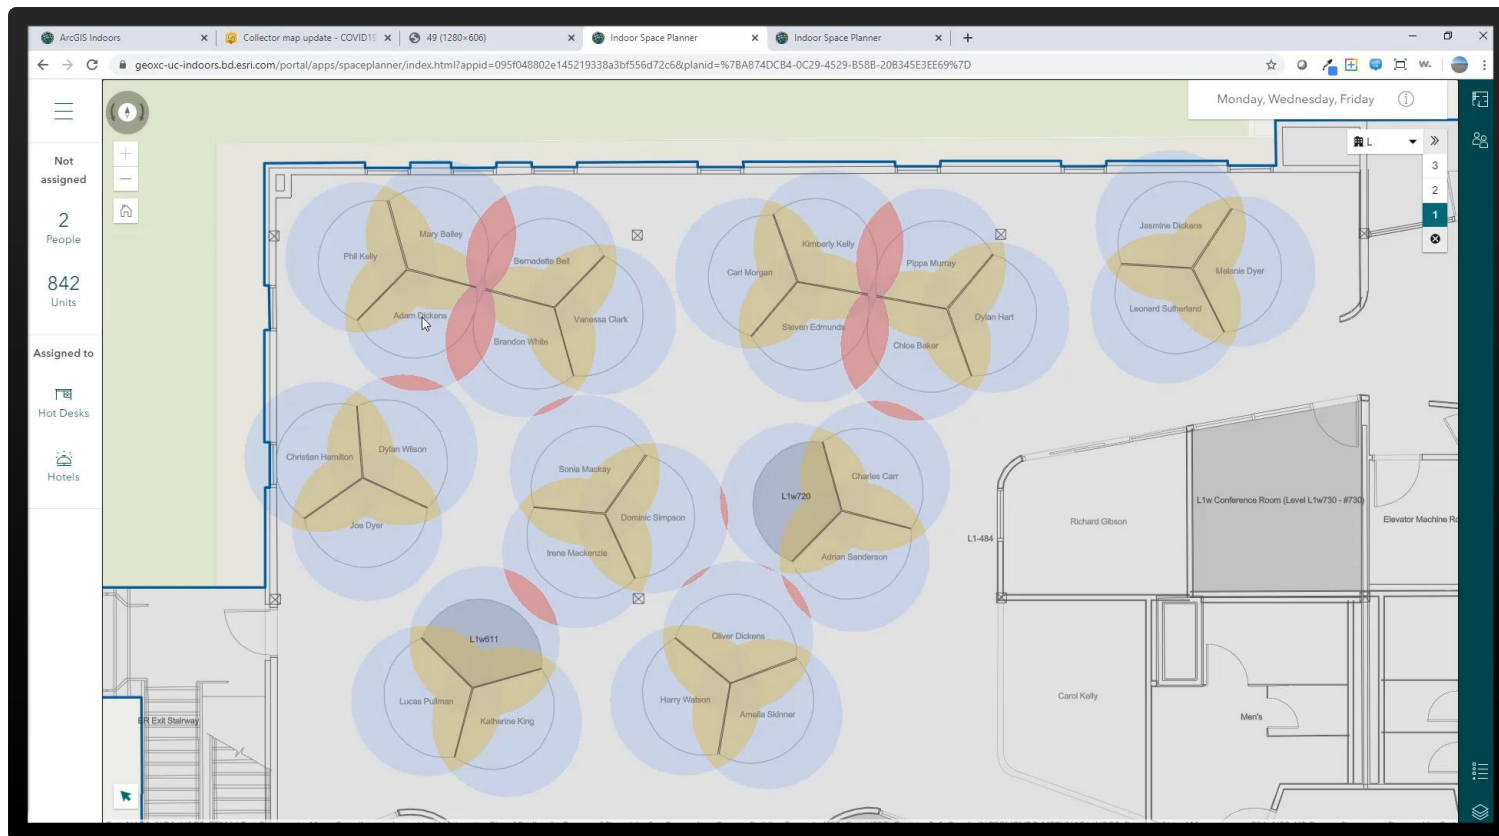 ArcGIS Indoors
Collector map update - COVID19
49 (1280×606)
Indoor Space Planner
Indoor Space Planner
geoxc-uc-indoors.bd.esri.com/portal/apps/spaceplanner/index.html?appid=095f048802e145219338a3bf556d72c6&planid=%7BA874DCB4-0C29-4529-B58B-20B345E3EE69%7D
Monday, Wednesday, Friday
L
3
2
1
Not
assigned
2
People
842
Units
Assigned to
Hot Desks
Hotels
Mary Bailey
Phil Kelly
Bernadette Bell
Adam Dickens
Vanessa Clark
Brandon White
Kimberly Kelly
Carl Morgan
Pippa Murray
Steven Edmunds
Dylan Hart
Chloe Baker
Jasmine Dickens
Melanie Dyer
Leonard Sutherland
Christian Hamilton
Dylan Wilson
Joe Dyer
Sonia Mackay
Dominic Simpson
Irene Mackenzie
L1w720
Charles Carr
Adrian Sanderson
L1-484
Richard Gibson
L1w Conference Room (Level L1w730 - #730)
Elevator Machine Ro
L1w611
Lucas Pullman
Katherine King
Oliver Dickens
Harry Watson
Amelia Skinner
Carol Kelly
Men's
ER Exit Stairway